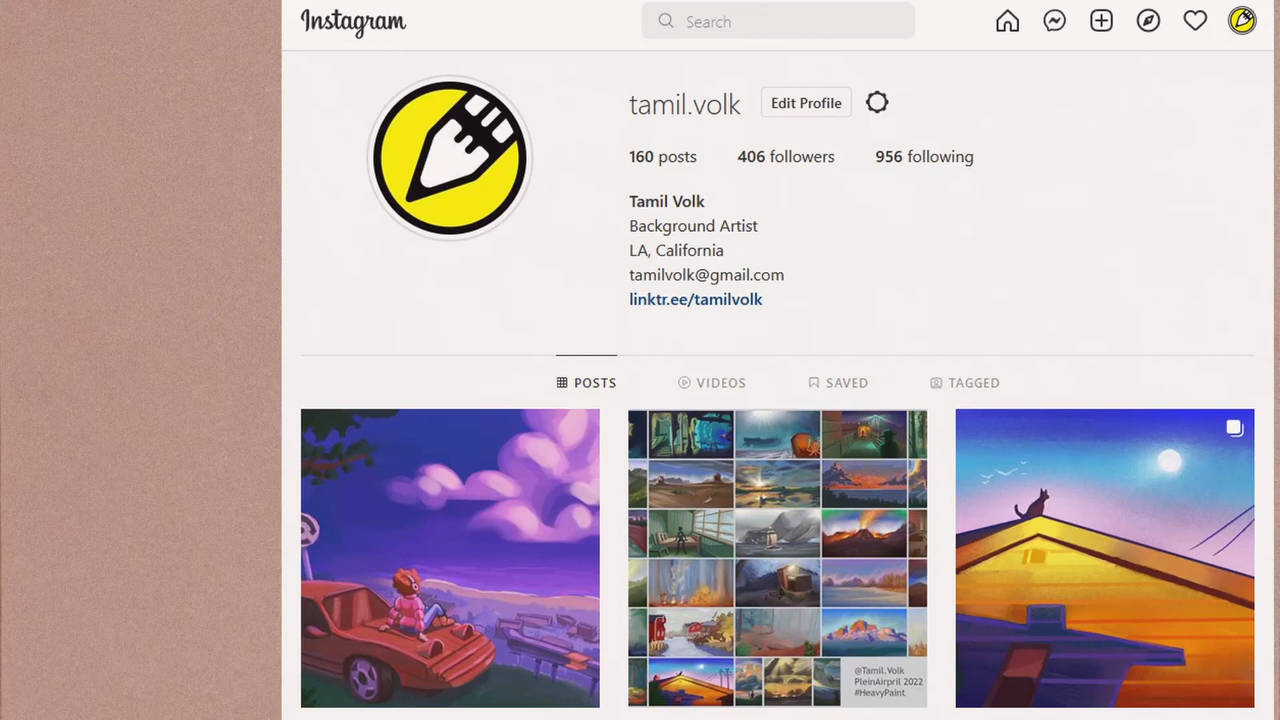 Instagram
Search
tamil.volk Edit Profile
160 posts 406 followers 956 following
Tamil Volk
Background Artist
LA, California
tamilvolk@gmail.com
linktr.ee/tamilvolk
POSTS VIDEOS SAVED TAGGED
@Tamil.Volk
PleinAirpril 2022
#HeavyPaint